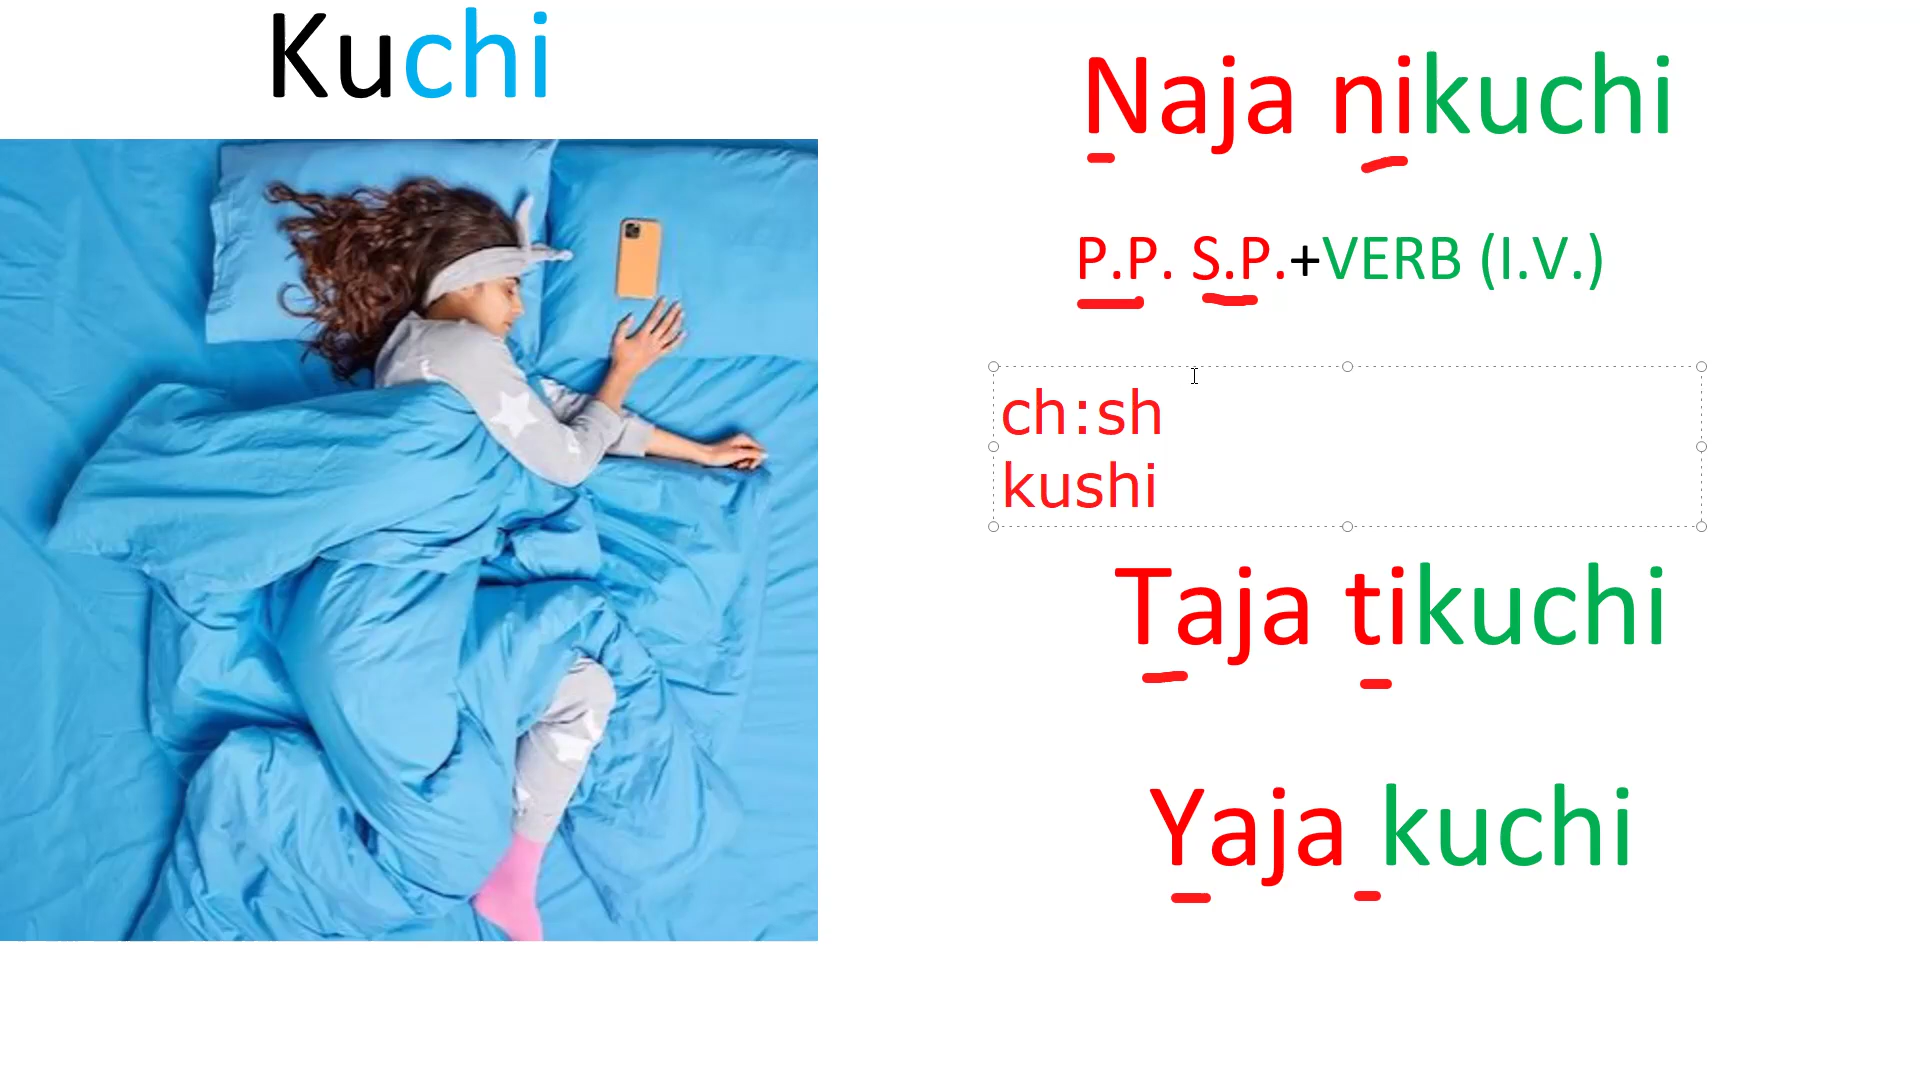 Kuchi
Naja nikuchi
P.P. S.P.+VERB (I.V.)
ch:sh
kushi
Taja tikuchi
Yaja kuchi